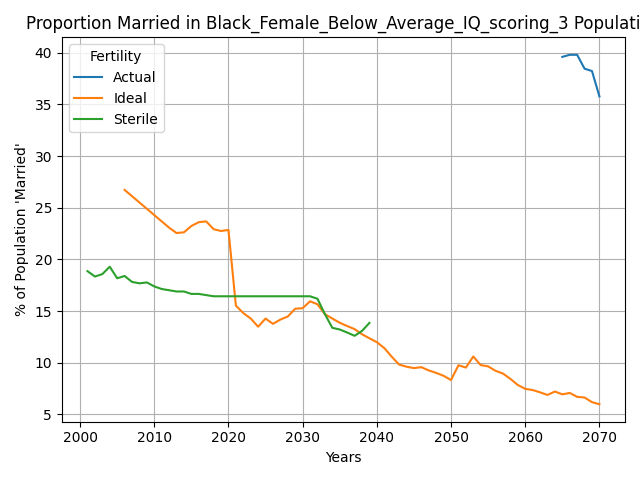 Proportion Married in Black_Female_Below_Average_IQ_scoring_3 Populati
Fertility
Actual
Ideal
Sterile
% of Population 'Married'
40
35
30
25
20
15
10
5
2000 2010 2020 2030 2040 2050 2060 2070
Years